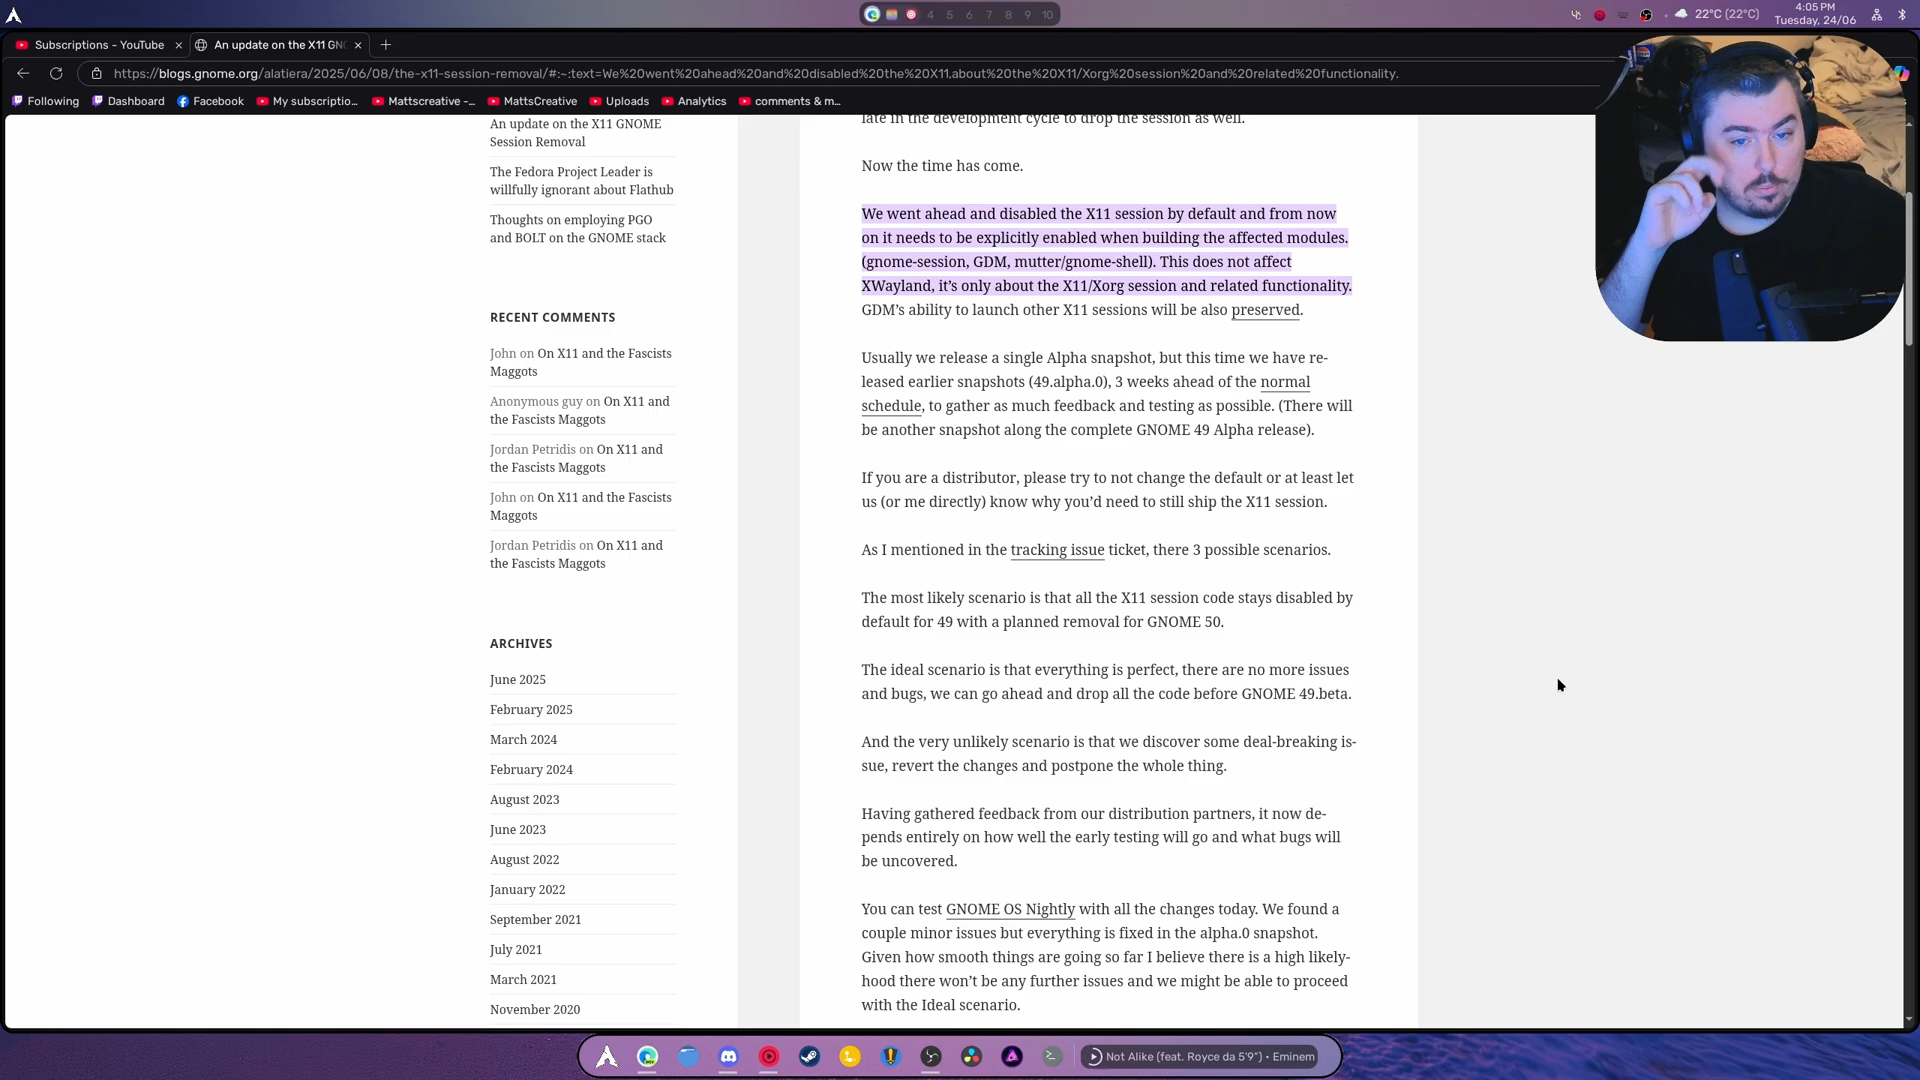 4 5 6 7 8 9 10
22°C (22°C)
4:05 PM
Tuesday, 24/06
Subscriptions - YouTube
An update on the X11 GN
https://blogs.gnome.org/alatiera/2025/06/08/the-x11-session-removal/#:~:text=We%20went%20ahead%20and%20disabled%20the%20X11,about%20the%20X11/Xorg%20session%20and%20related%20functionality.
Following
Dashboard
Facebook
My subscriptio...
Mattscreative -...
MattsCreative
Uploads
Analytics
comments & m...
An update on the X11 GNOME
Session Removal
The Fedora Project Leader is
willfully ignorant about Flathub
Thoughts on employing PGO
and BOLT on the GNOME stack
RECENT COMMENTS
John on On X11 and the Fascists
Maggots
Anonymous guy on On X11 and
the Fascists Maggots
Jordan Petridis on On X11 and
the Fascists Maggots
John on On X11 and the Fascists
Maggots
Jordan Petridis on On X11 and
the Fascists Maggots
ARCHIVES
June 2025
February 2025
March 2024
February 2024
August 2023
June 2023
August 2022
January 2022
September 2021
July 2021
March 2021
November 2020
late in the development cycle to drop the session as well.
Now the time has come.
We went ahead and disabled the X11 session by default and from now
on it needs to be explicitly enabled when building the affected modules.
(gnome-session, GDM, mutter/gnome-shell). This does not affect
XWayland, it’s only about the X11/Xorg session and related functionality.
GDM’s ability to launch other X11 sessions will be also preserved.
Usually we release a single Alpha snapshot, but this time we have re-
leased earlier snapshots (49.alpha.0), 3 weeks ahead of the normal
schedule, to gather as much feedback and testing as possible. (There will
be another snapshot along the complete GNOME 49 Alpha release).
If you are a distributor, please try to not change the default or at least let
us (or me directly) know why you’d need to still ship the X11 session.
As I mentioned in the tracking issue ticket, there 3 possible scenarios.
The most likely scenario is that all the X11 session code stays disabled by
default for 49 with a planned removal for GNOME 50.
The ideal scenario is that everything is perfect, there are no more issues
and bugs, we can go ahead and drop all the code before GNOME 49.beta.
And the very unlikely scenario is that we discover some deal-breaking is-
sue, revert the changes and postpone the whole thing.
Having gathered feedback from our distribution partners, it now de-
pends entirely on how well the early testing will go and what bugs will
be uncovered.
You can test GNOME OS Nightly with all the changes today. We found a
couple minor issues but everything is fixed in the alpha.0 snapshot.
Given how smooth things are going so far I believe there is a high likely-
hood there won’t be any further issues and we might be able to proceed
with the Ideal scenario.
Not Alike (feat. Royce da 5'9") • Eminem